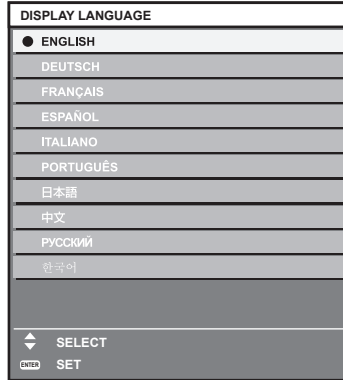 DISPLAY LANGUAGE
ENGLISH
DEUTSCH
FRANÇAIS
ESPAÑOL
ITALIANO
PORTUGUÊS
日本語
中文
РУССКИЙ
한국어
SELECT
ENTER SET